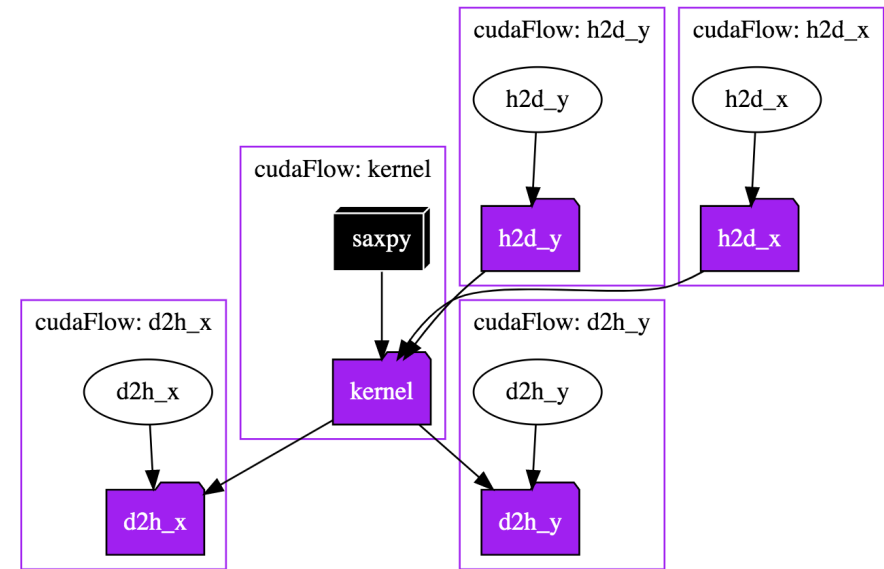 cudaFlow: h2d_y
h2d_y
h2d_y
cudaFlow: h2d_x
h2d_x
h2d_x
cudaFlow: kernel
saxpy
kernel
cudaFlow: d2h_x
d2h_x
d2h_x
cudaFlow: d2h_y
d2h_y
d2h_y